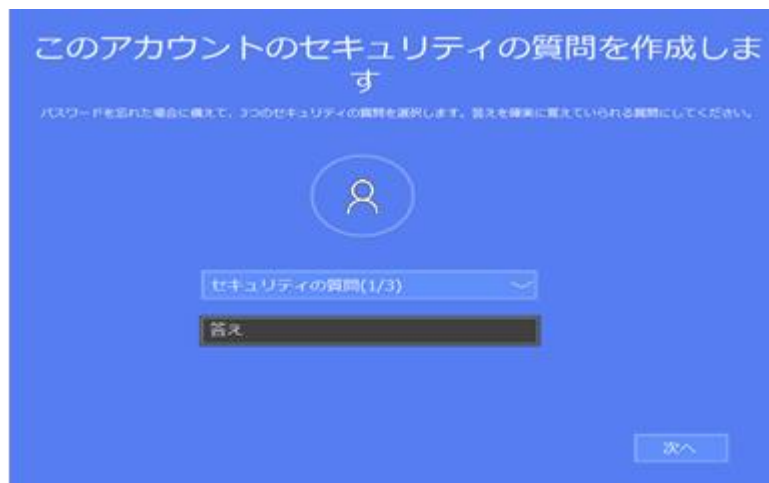 このアカウントのセキュリティの質問を作成しま
す
パスワードを忘れた場合に備えて、3つのセキュリティの質問を選択します。答えを確実に覚えていられる質問にしてください。
セキュリティの質問(1/3)
答え
次へ